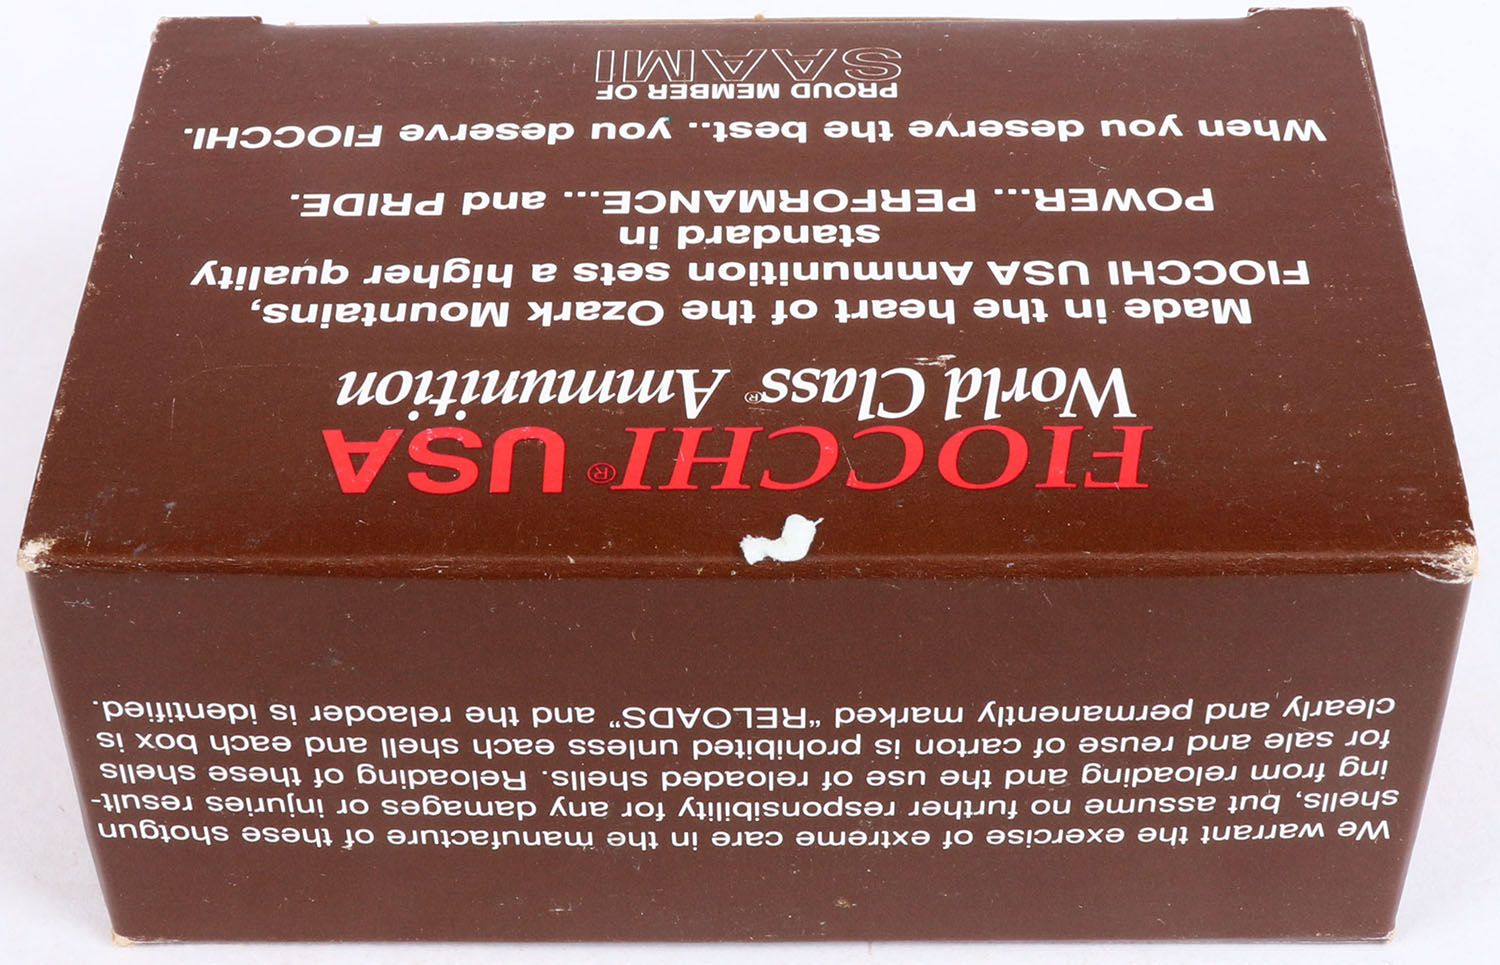 We warrant the exercise of extreme care in the manufacture of these shotgun
shells, but assume no further responsibility for any damages or injuries result-
ing from reloading and the use of reloaded shells. Reloading of these shells
for sale and reuse of carton is prohibited unless each shell and each box is
clearly and permanently marked "RELOADS" and the relaoder is identified.
FIOCCHI® USA
World Class® Ammunition
Made in the heart of the Ozark Mountains,
FIOCCHI USA Ammunition sets a higher quality
standard in
POWER... PERFORMANCE... and PRIDE.
When you deserve the best... you deserve FIOCCHI.
PROUD MEMBER OF
SAAMI